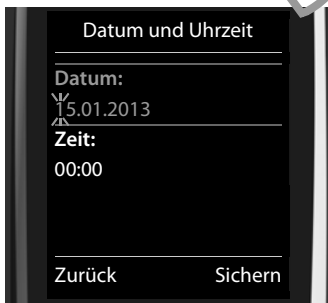 Datum und Uhrzeit
Datum:
15.01.2013
Zeit:
00:00
Zurück Sichern